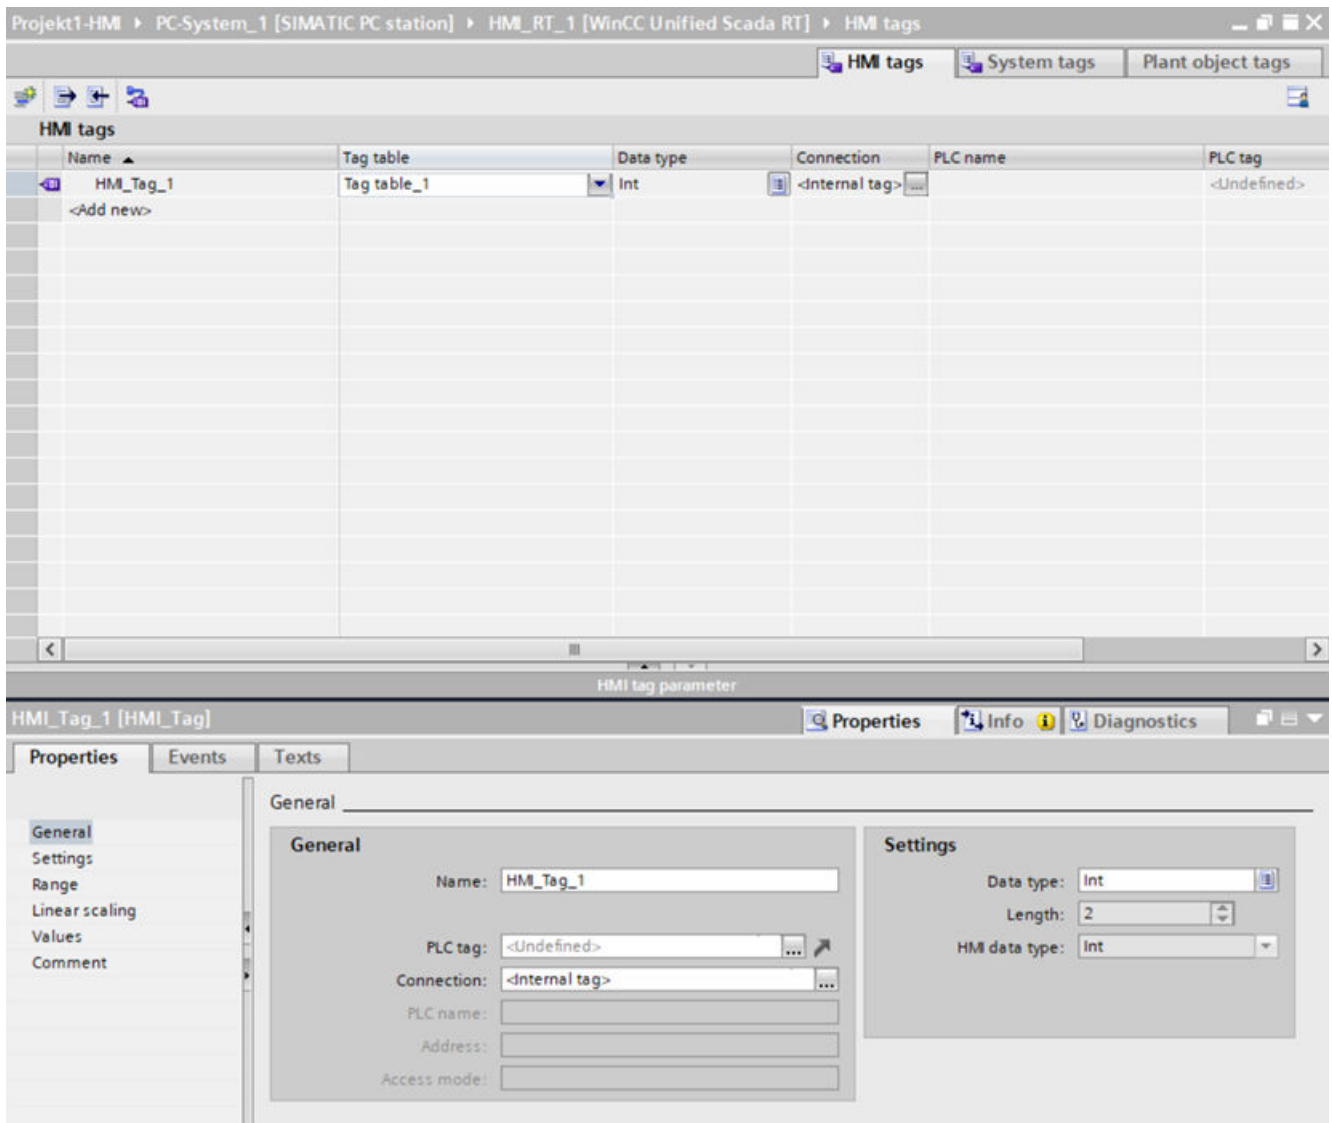 Projekt1-HMI ▸ PC-System_1 [SIMATIC PC station] ▸ HMI_RT_1 [WinCC Unified Scada RT] ▸ HMI tags
HMI tags System tags Plant object tags
HMI tags
Name Tag table Data type Connection PLC name PLC tag
HMI_Tag_1 Tag table_1 Int <Internal tag> ... <Undefined>
<Add new>
HMI tag parameter
HMI_Tag_1 [HMI_Tag] Properties Info Diagnostics
Properties Events Texts
General
General
Settings
Range
Linear scaling
Values
Comment
General
Name: HMI_Tag_1
PLC tag: <Undefined> ...
Connection: <Internal tag> ...
PLC name:
Address:
Access mode:
Settings
Data type: Int
Length: 2
HMI data type: Int